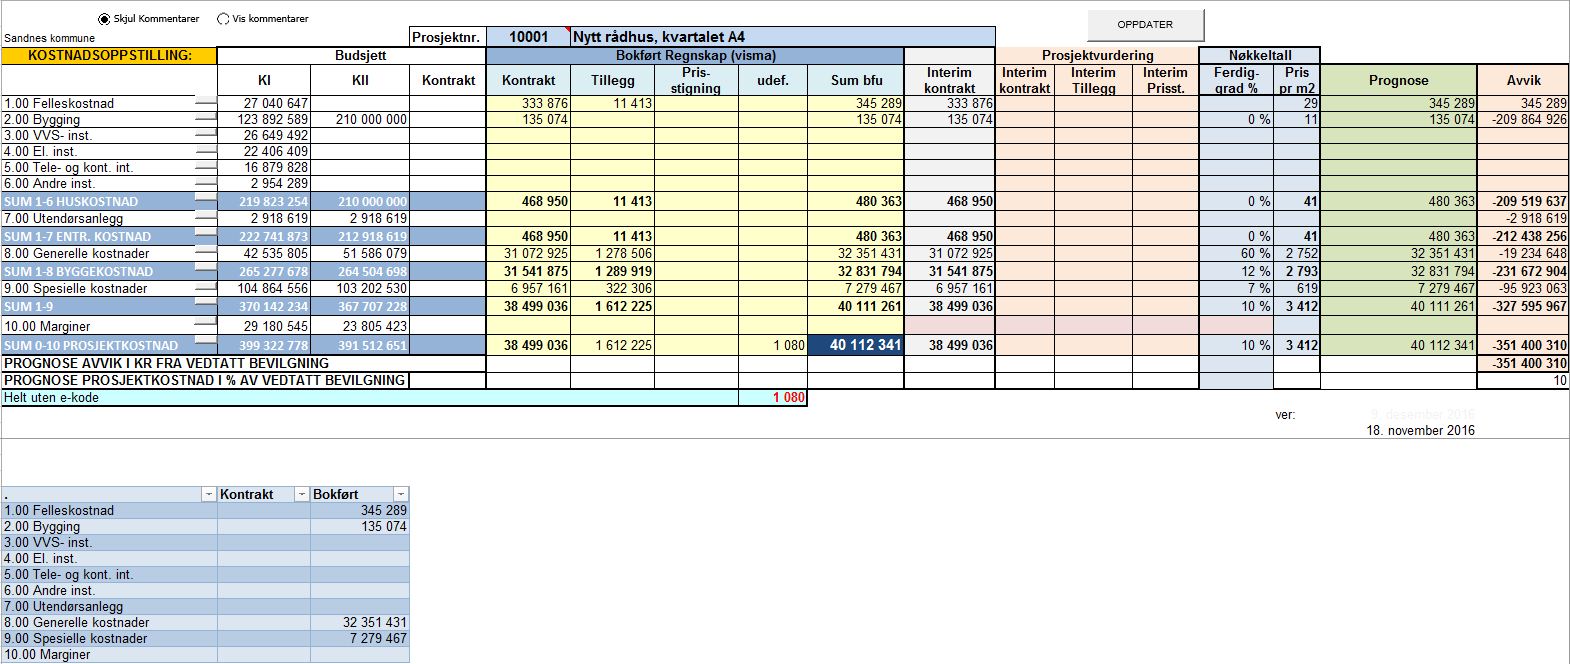 Skjul Kommentarer Vis kommentarer
OPPDATER
Sandnes kommune Prosjektnr. 10001 Nytt rådhus, kvartalet A4
KOSTNADSOPPSTILLING: Budsjett Bokført Regnskap (visma) Prosjektvurdering Nøkkeltall
KI KII Kontrakt Kontrakt Tillegg Pris-stigning udef. Sum bfu Interim kontrakt Interim kontrakt Interim Tillegg Interim Prisst. Ferdig-grad % Pris pr m2 Prognose Avvik
1.00 Felleskostnad 27 040 647 333 876 11 413 345 289 333 876 29 345 289 345 289
2.00 Bygging 123 892 589 210 000 000 135 074 135 074 135 074 0 % 11 135 074 -209 864 926
3.00 VVS- inst. 26 649 492
4.00 El. inst. 22 406 409
5.00 Tele- og kont. int. 16 879 828
6.00 Andre inst. 2 954 289
SUM 1-6 HUSKOSTNAD 219 823 254 210 000 000 468 950 11 413 480 363 468 950 0 % 41 480 363 -209 519 637
7.00 Utendørsanlegg 2 918 619 2 918 619 -2 918 619
SUM 1-7 ENTR. KOSTNAD 222 741 873 212 918 619 468 950 11 413 480 363 468 950 0 % 41 480 363 -212 438 256
8.00 Generelle kostnader 42 535 805 51 586 079 31 072 925 1 278 506 32 351 431 31 072 925 60 % 2 752 32 351 431 -19 234 648
SUM 1-8 BYGGEKOSTNAD 265 277 678 264 504 698 31 541 875 1 289 919 32 831 794 31 541 875 12 % 2 793 32 831 794 -231 672 904
9.00 Spesielle kostnader 104 864 556 103 202 530 6 957 161 322 306 7 279 467 6 957 161 7 % 619 7 279 467 -95 923 063
SUM 1-9 370 142 234 367 707 228 38 499 036 1 612 225 40 111 261 38 499 036 10 % 3 412 40 111 261 -327 595 967
10.00 Marginer 29 180 545 23 805 423
SUM 0-10 PROSJEKTKOSTNAD 399 322 778 391 512 651 38 499 036 1 612 225 1 080 40 112 341 38 499 036 10 % 3 412 40 112 341 -351 400 310
PROGNOSE AVVIK I KR FRA VEDTATT BEVILGNING -351 400 310
PROGNOSE PROSJEKTKOSTNAD I % AV VEDTATT BEVILGNING 10
Helt uten e-kode 1 080
ver: 9. desember 2016
18. november 2016
. Kontrakt Bokført
1.00 Felleskostnad 345 289
2.00 Bygging 135 074
3.00 VVS- inst.
4.00 El. inst.
5.00 Tele- og kont. int.
6.00 Andre inst.
7.00 Utendørsanlegg
8.00 Generelle kostnader 32 351 431
9.00 Spesielle kostnader 7 279 467
10.00 Marginer